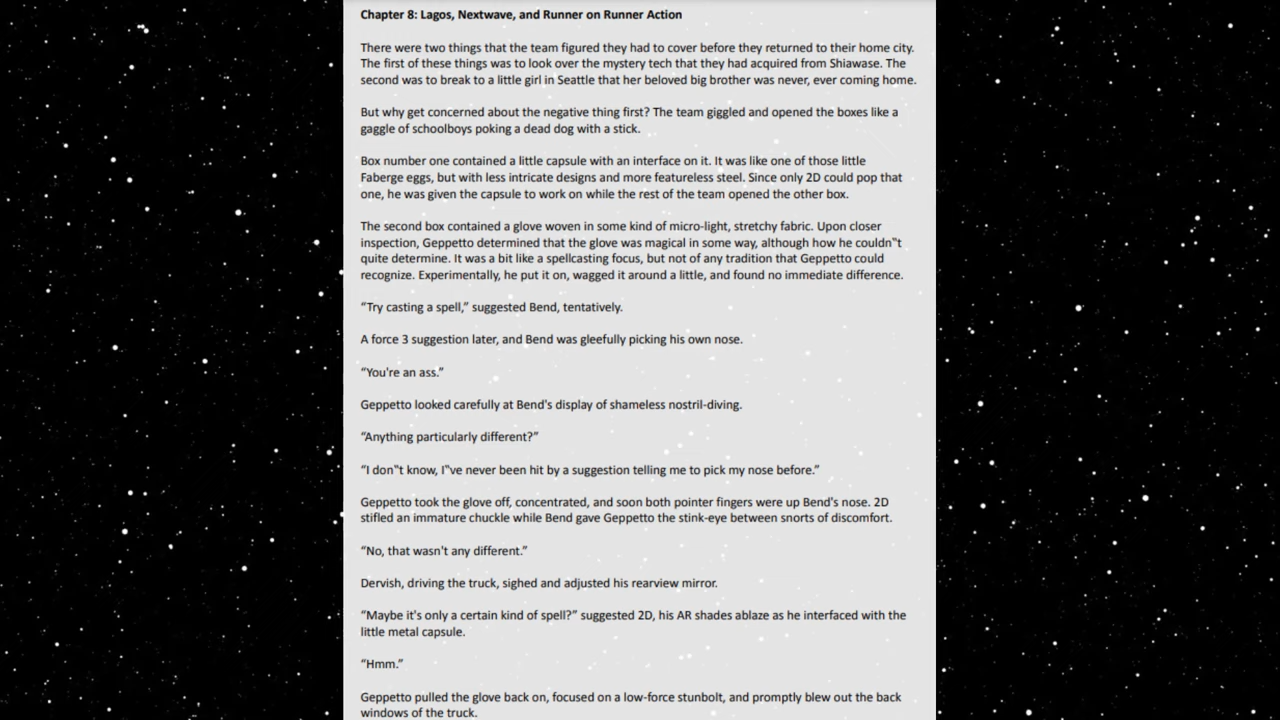 Chapter 8: Lagos, Nextwave, and Runner on Runner Action
There were two things that the team figured they had to cover before they returned to their home city.
The first of these things was to look over the mystery tech that they had acquired from Shiawase. The
second was to break to a little girl in Seattle that her beloved big brother was never, ever coming home.
But why get concerned about the negative thing first? The team giggled and opened the boxes like a
gaggle of schoolboys poking a dead dog with a stick.
Box number one contained a little capsule with an interface on it. It was like one of those little
Faberge eggs, but with less intricate designs and more featureless steel. Since only 2D could pop that
one, he was given the capsule to work on while the rest of the team opened the other box.
The second box contained a glove woven in some kind of micro-light, stretchy fabric. Upon closer
inspection, Geppetto determined that the glove was magical in some way, although how he couldn‟t
quite determine. It was a bit like a spellcasting focus, but not of any tradition that Geppetto could
recognize. Experimentally, he put it on, wagged it around a little, and found no immediate difference.
“Try casting a spell,” suggested Bend, tentatively.
A force 3 suggestion later, and Bend was gleefully picking his own nose.
“You're an ass.”
Geppetto looked carefully at Bend's display of shameless nostril-diving.
“Anything particularly different?”
“I don‟t know, I‟ve never been hit by a suggestion telling me to pick my nose before.”
Geppetto took the glove off, concentrated, and soon both pointer fingers were up Bend's nose. 2D
stifled an immature chuckle while Bend gave Geppetto the stink-eye between snorts of discomfort.
“No, that wasn't any different.”
Dervish, driving the truck, sighed and adjusted his rearview mirror.
“Maybe it's only a certain kind of spell?” suggested 2D, his AR shades ablaze as he interfaced with the
little metal capsule.
“Hmm.”
Geppetto pulled the glove back on, focused on a low-force stunbolt, and promptly blew out the back
windows of the truck.